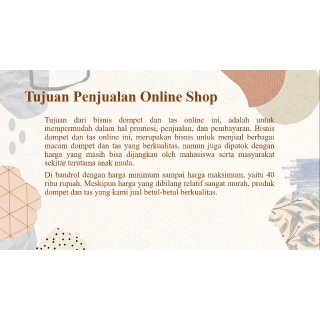 Tujuan Penjualan Online Shop
Tujuan dari bisnis dompet dan tas online ini, adalah untuk
mempermudah dalam hal promosi, penjualan, dan pembayaran. Bisnis
dompet dan tas online ini, merupakan bisnis untuk menjual berbagai
macam dompet dan tas yang berkualitas, namun juga dipatok dengan
harga yang masih bisa dijangkau oleh mahasiswa serta masyarakat
sekitar terutama anak muda.
Di bandrol dengan harga minimum sampai harga maksimum, yaitu 40
ribu rupiah. Meskipun harga yang dibilang relatif sangat murah, produk
dompet dan tas yang kami jual betul-betul berkualitas.